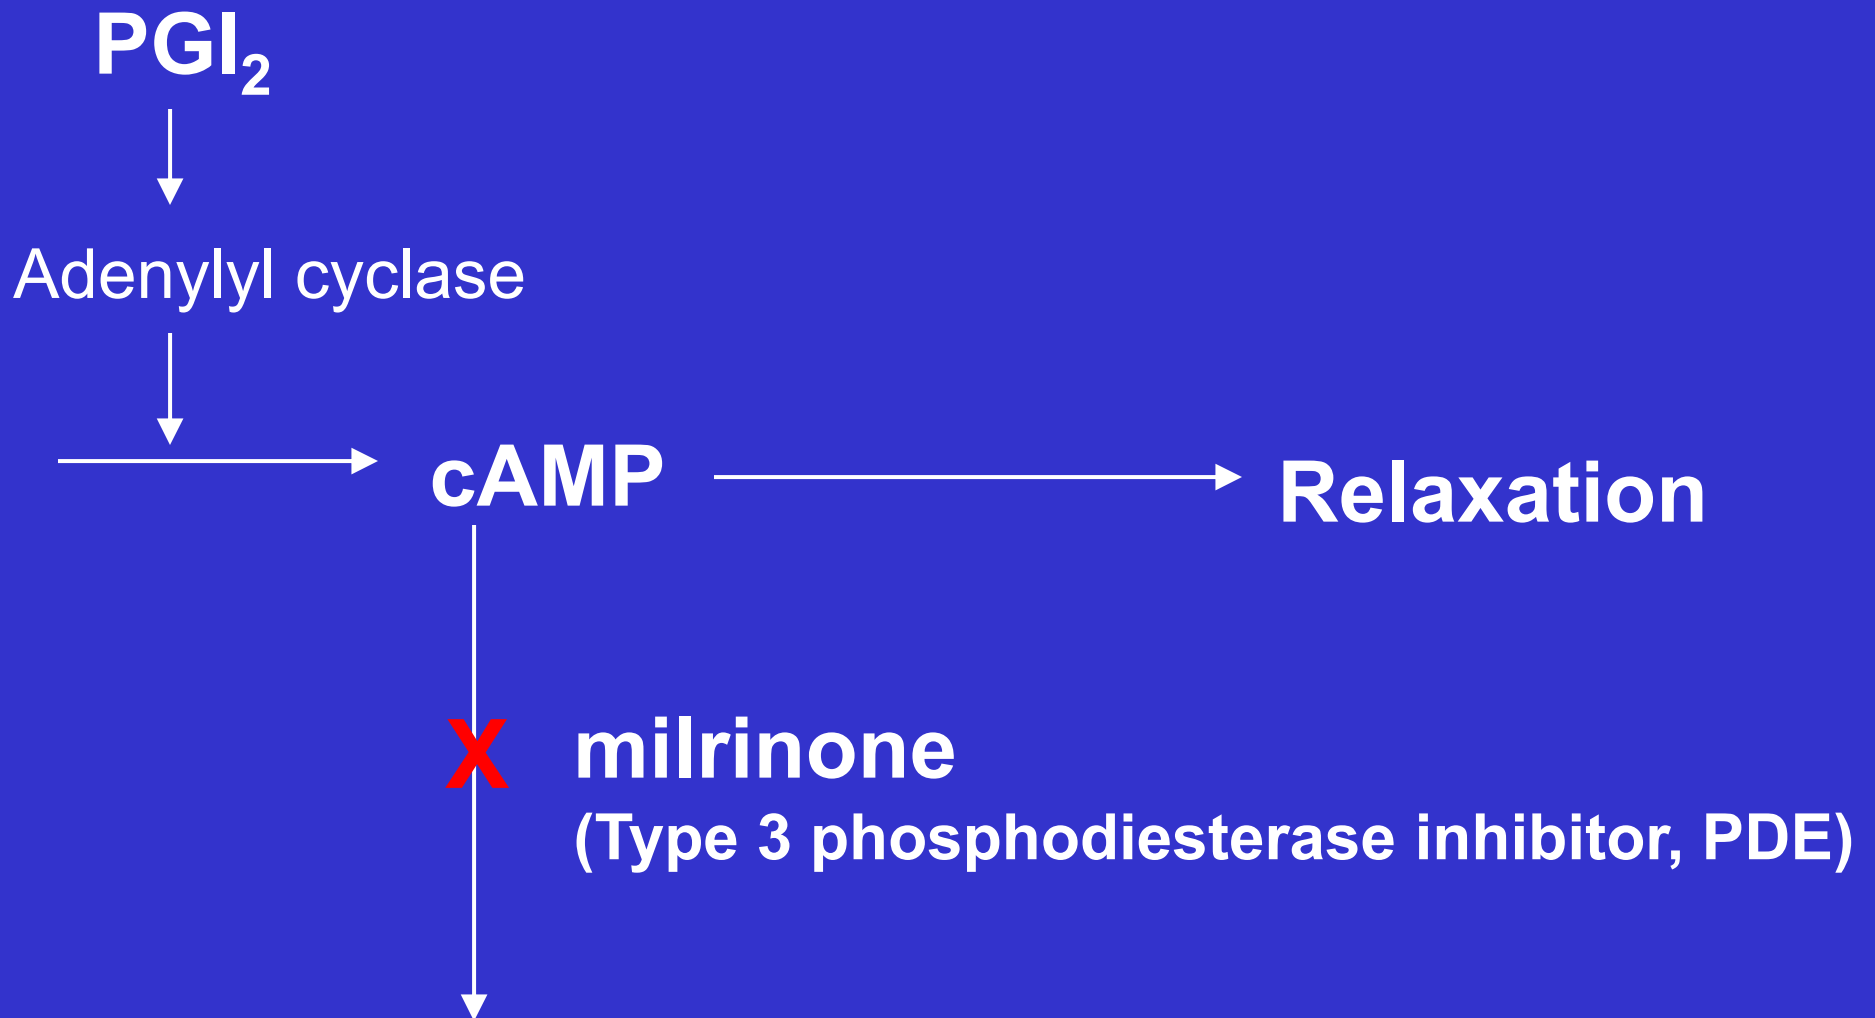 PGI₂
Adenylyl cyclase
cAMP
Relaxation
X
milrinone
(Type 3 phosphodiesterase inhibitor, PDE)